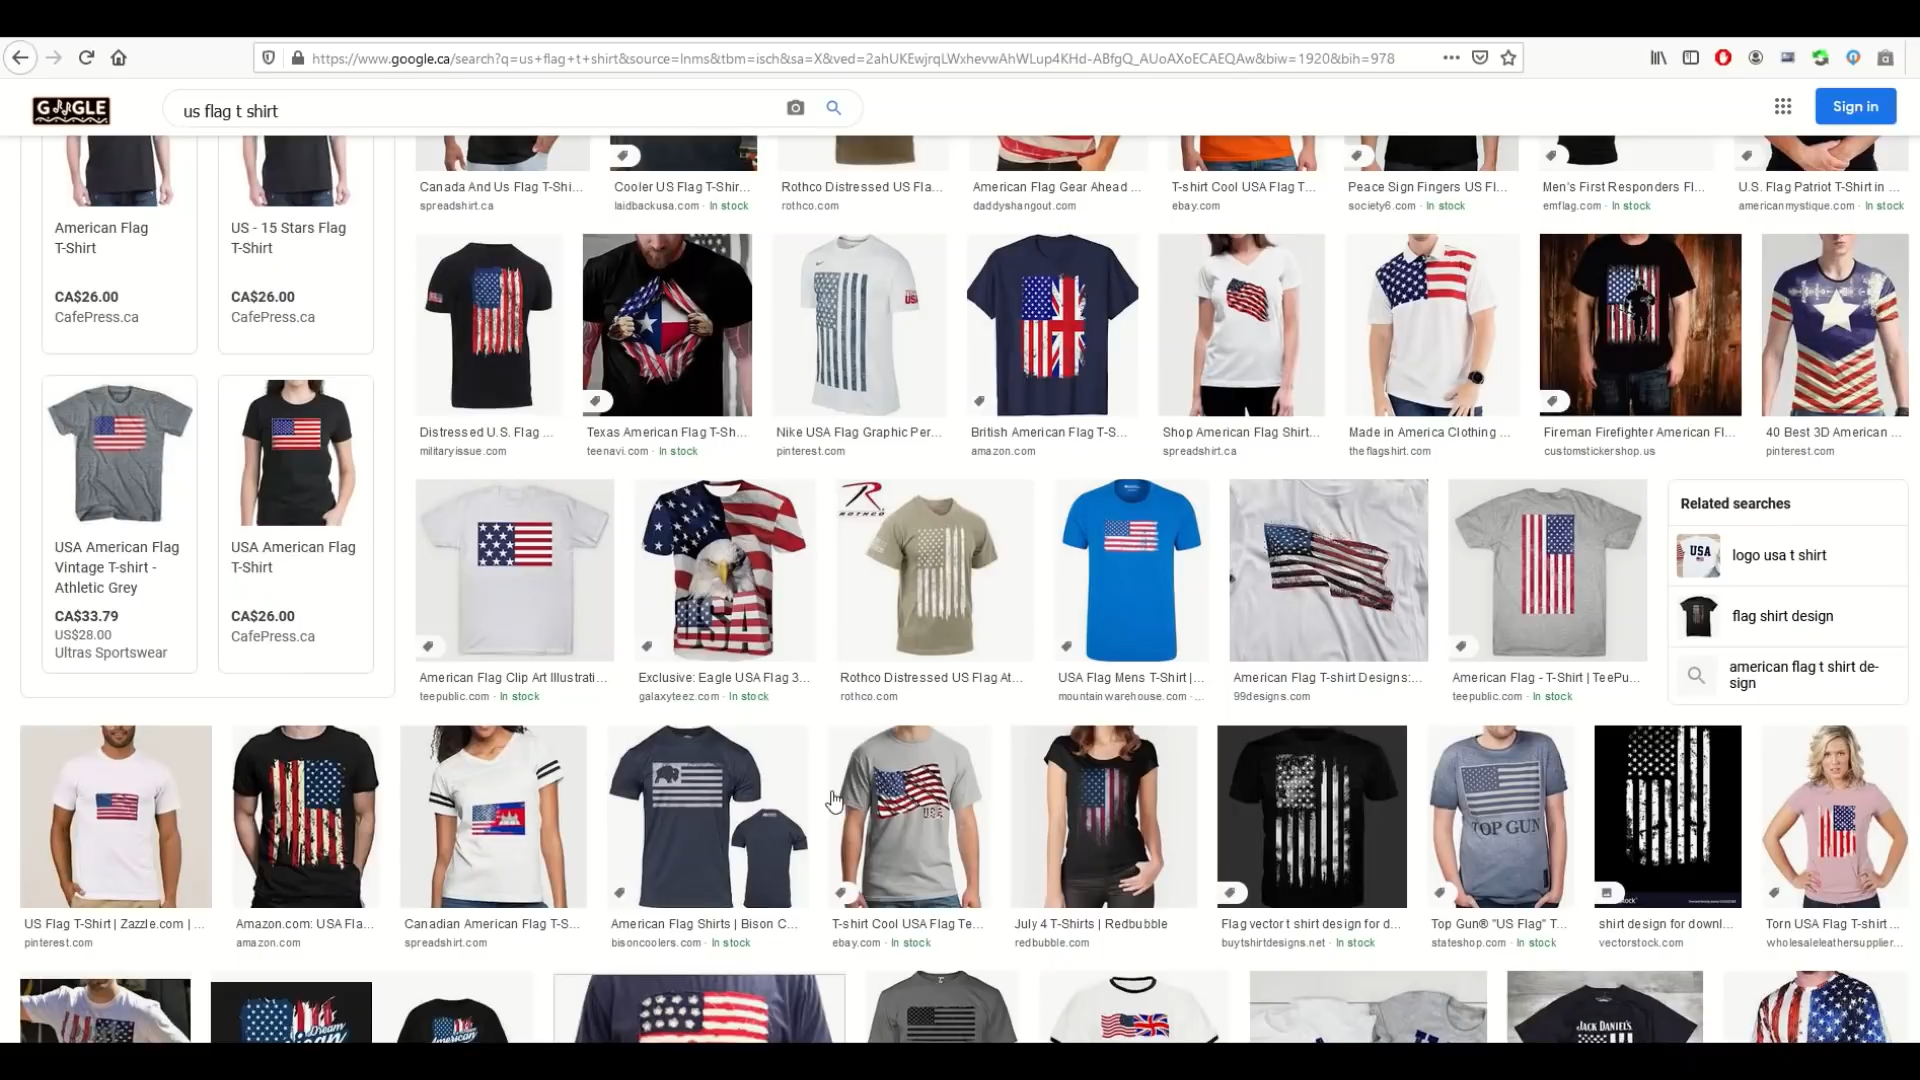 https://www.google.ca/search?q=us+flag+t+shirt&source=lnms&tbm=isch&sa=X&ved=2ahUKEwjrqLWxhevwAhWLup4KHd-ABfgQ_AUoAXoECAEQAw&biw=1920&bih=978
GOOGLE
us flag t shirt
Sign in
Canada And Us Flag T-Shi...
spreadshirt.ca
Cooler US Flag T-Shir...
laidbackusa.com · In stock
Rothco Distressed US Fla...
rothco.com
American Flag Gear Ahead ...
daddyshangout.com
T-shirt Cool USA Flag T...
ebay.com
Peace Sign Fingers US Fl...
society6.com · In stock
Men's First Responders Fl...
emflag.com · In stock
U.S. Flag Patriot T-Shirt in ...
americanmystique.com · In stock
American Flag
T-Shirt
CA$26.00
CafePress.ca
US - 15 Stars Flag
T-Shirt
CA$26.00
CafePress.ca
Distressed U.S. Flag ...
militaryissue.com
Texas American Flag T-Sh...
teenavi.com · In stock
Nike USA Flag Graphic Per...
pinterest.com
British American Flag T-S...
amazon.com
Shop American Flag Shirt...
spreadshirt.ca
Made in America Clothing ...
theflagshirt.com
Fireman Firefighter American Fl...
customstickershop.us
40 Best 3D American ...
pinterest.com
USA American Flag
Vintage T-shirt -
Athletic Grey
CA$33.79
US$28.00
Ultras Sportswear
USA American Flag
T-Shirt
CA$26.00
CafePress.ca
USA
ROTHCO
American Flag Clip Art Illustrati...
teepublic.com · In stock
Exclusive: Eagle USA Flag 3...
galaxyteez.com · In stock
Rothco Distressed US Flag At...
rothco.com
USA Flag Mens T-Shirt |...
mountainwarehouse.com · ...
American Flag T-shirt Designs:...
99designs.com
American Flag - T-Shirt | TeePu...
teepublic.com · In stock
Related searches
USA
logo usa t shirt
flag shirt design
american flag t shirt de-
sign
USA
TOP GUN
US Flag T-Shirt | Zazzle.com | ...
pinterest.com
Amazon.com: USA Fla...
amazon.com
Canadian American Flag T-S...
spreadshirt.com
American Flag Shirts | Bison C...
bisoncoolers.com · In stock
T-shirt Cool USA Flag Te...
ebay.com · In stock
July 4 T-Shirts | Redbubble
redbubble.com
Flag vector t shirt design for d...
buytshirtdesigns.net · In stock
Top Gun® "US Flag" T...
stateshop.com · In stock
shirt design for downl...
vectorstock.com
Torn USA Flag T-shirt ...
wholesaleleathersupplier...
Dream
American
JACK DANIEL'S